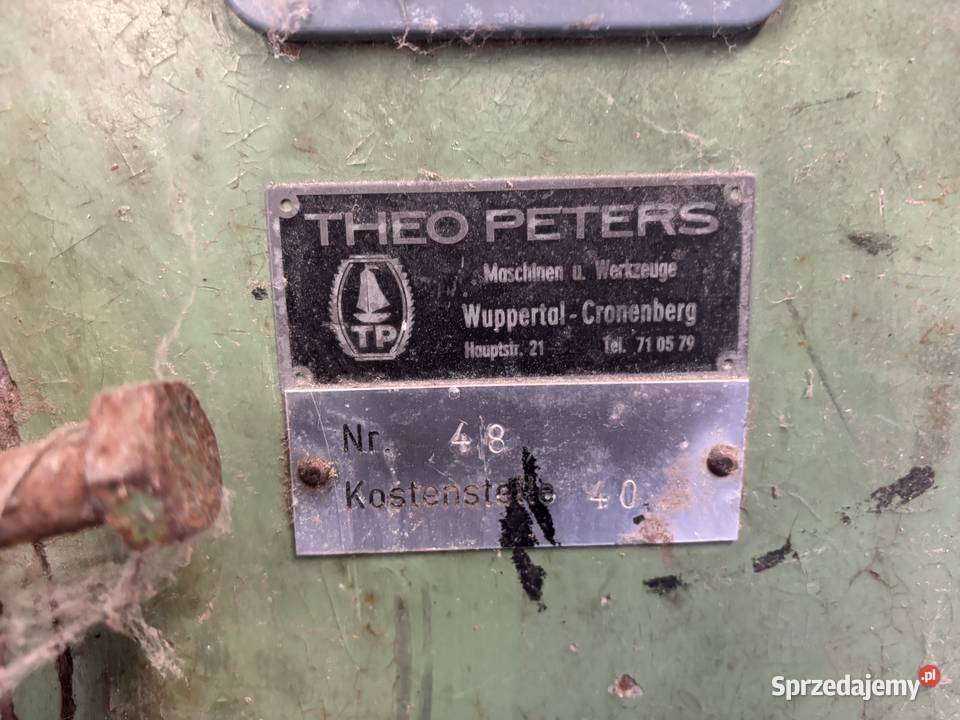 THEO PETERS
Maschinen u. Werkzeuge
Wuppertal-Cronenberg
TP
Hauptstr. 21 Tel. 71 05 79
Nr. 48
Kostenstelle 40
Sprzedajemy.pl